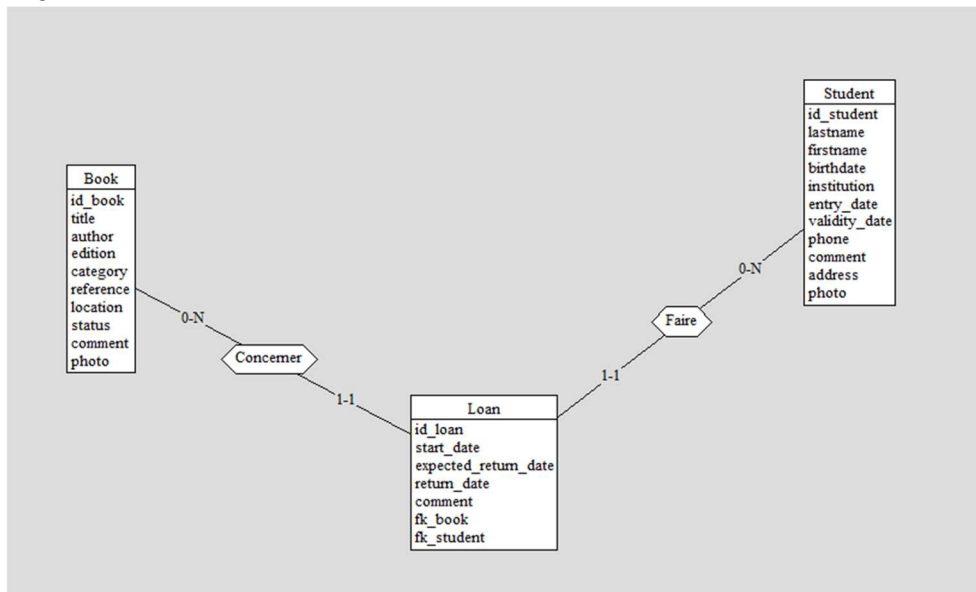 Book
id_book
title
author
edition
category
reference
location
status
comment
photo
0-N
Concerner
1-1
Loan
id_loan
start_date
expected_return_date
return_date
comment
fk_book
fk_student
1-1
Faire
0-N
Student
id_student
lastname
firstname
birthdate
institution
entry_date
validity_date
phone
comment
address
photo